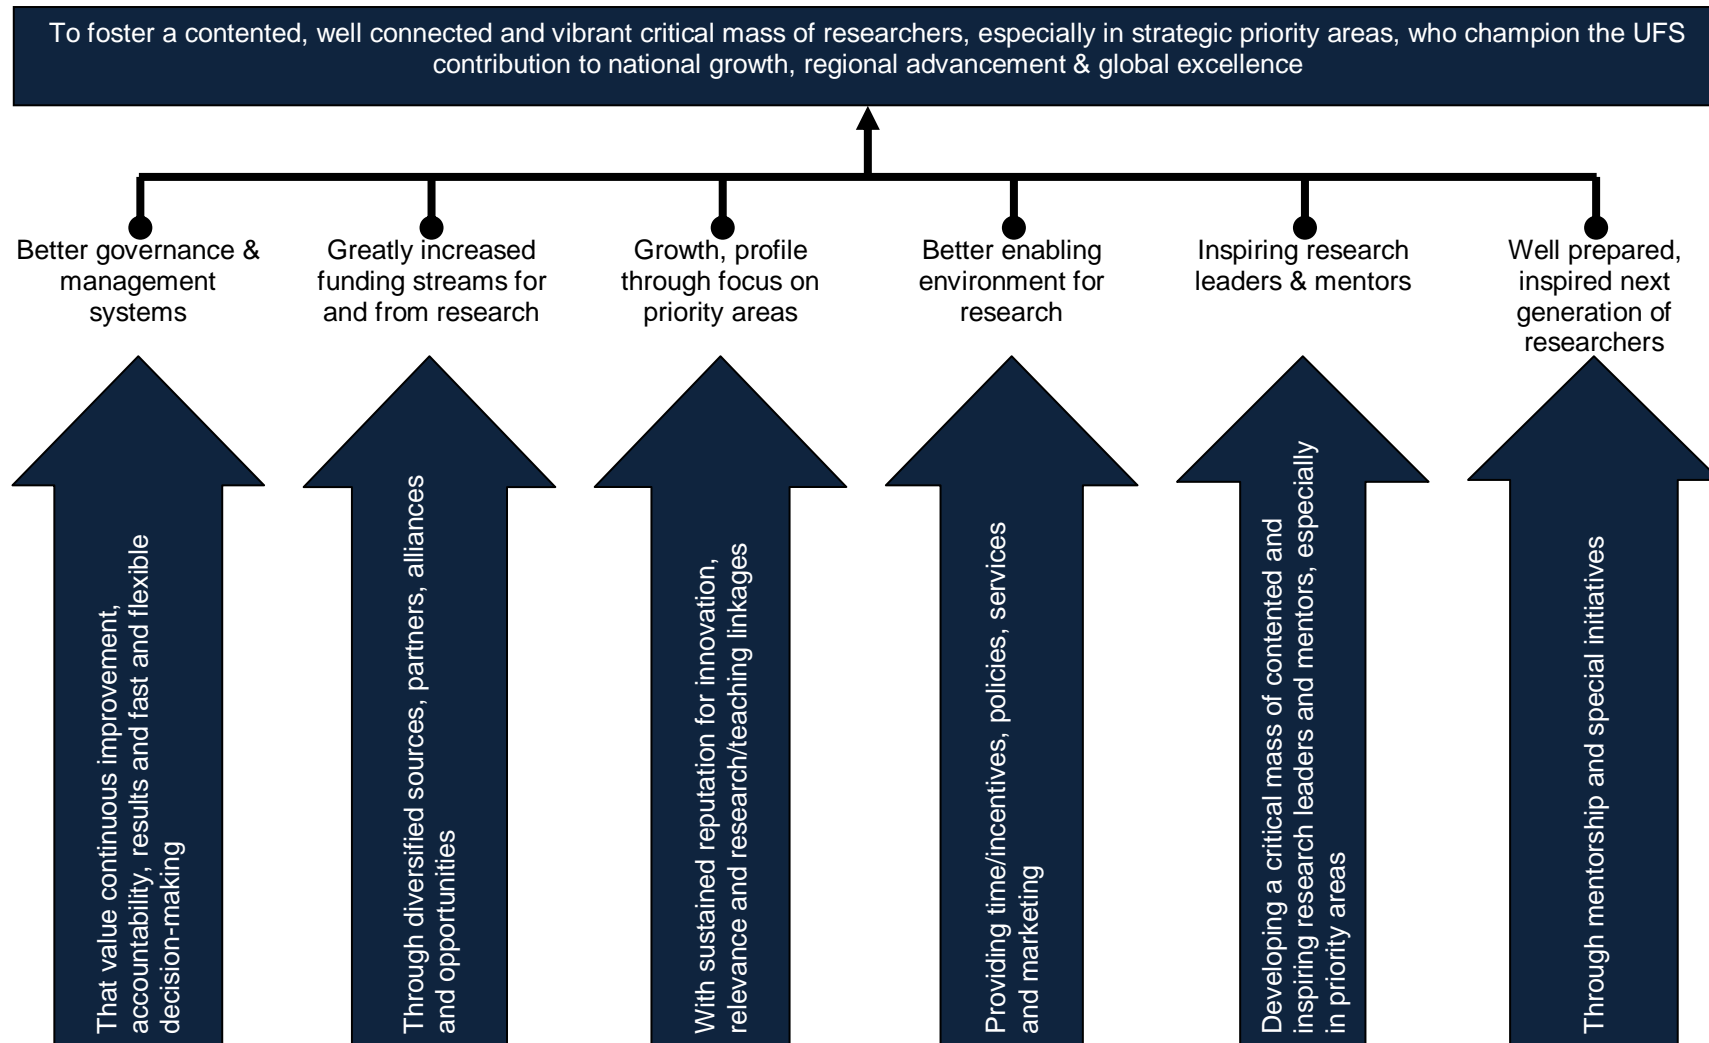 To foster a contented, well connected and vibrant critical mass of researchers, especially in strategic priority areas, who champion the UFS
contribution to national growth, regional advancement & global excellence
Better governance &
management
systems
Greatly increased
funding streams for
and from research
Growth, profile
through focus on
priority areas
Better enabling
environment for
research
Inspiring research
leaders & mentors
Well prepared,
inspired next
generation of
researchers
That value continuous improvement,
accountability, results and fast and flexible
decision-making
Through diversified sources, partners, alliances
and opportunities
With sustained reputation for innovation,
relevance and research/teaching linkages
Providing time/incentives, policies, services
and marketing
Developing a critical mass of contented and
inspiring research leaders and mentors, especially
in priority areas
Through mentorship and special initiatives